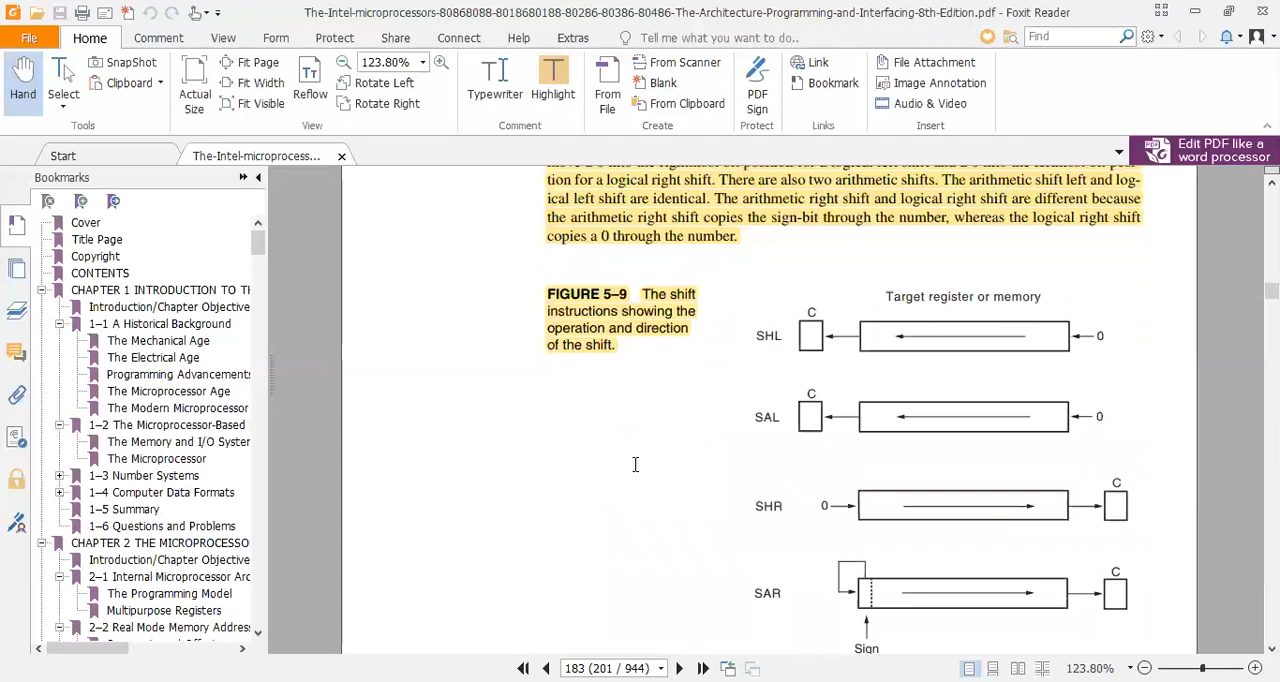 The-Intel-microprocessors-80868088-8018680188-80286-80386-80486-The-Architecture-Programming-and-Interfacing-8th-Edition.pdf - Foxit Reader
File Home Comment View Form Protect Share Connect Help Extras Tell me what you want to do.. Find
Hand
Select
SnapShot
Clipboard
Tools
Actual
Size
Fit Page
Fit Width
Fit Visible
Reflow
123.80%
Rotate Left
Rotate Right
View
Typewriter
Highlight
Comment
From
File
From Scanner
Blank
From Clipboard
Create
PDF
Sign
Protect
Link
Bookmark
Links
File Attachment
Image Annotation
Audio & Video
Insert
Start
The-Intel-microprocess...
Edit PDF like a
word processor
Bookmarks
Cover
Title Page
Copyright
CONTENTS
CHAPTER 1 INTRODUCTION TO TH
Introduction/Chapter Objective
1–1 A Historical Background
The Mechanical Age
The Electrical Age
Programming Advancements
The Microprocessor Age
The Modern Microprocessor
1–2 The Microprocessor-Based
The Memory and I/O System
The Microprocessor
1–3 Number Systems
1–4 Computer Data Formats
1–5 Summary
1–6 Questions and Problems
CHAPTER 2 THE MICROPROCESSO
Introduction/Chapter Objective
2–1 Internal Microprocessor Arc
The Programming Model
Multipurpose Registers
2–2 Real Mode Memory Address
tion for a logical right shift. There are also two arithmetic shifts. The arithmetic shift left and log-
ical left shift are identical. The arithmetic right shift and logical right shift are different because
the arithmetic right shift copies the sign-bit through the number, whereas the logical right shift
copies a 0 through the number.
FIGURE 5–9 The shift
instructions showing the
operation and direction
of the shift.
Target register or memory
C
SHL 0
C
SAL 0
C
SHR 0
C
SAR
Sign
183 (201 / 944)
123.80%